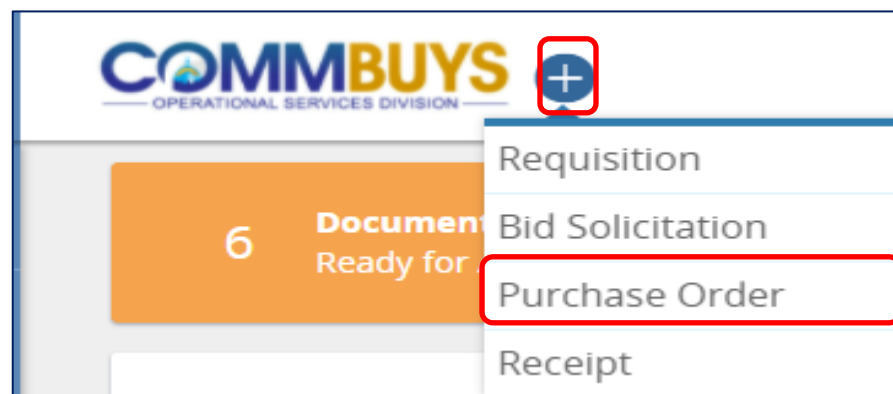 COMMBUYS
OPERATIONAL SERVICES DIVISION
Requisition
Bid Solicitation
Purchase Order
Receipt
6
Document
Ready for